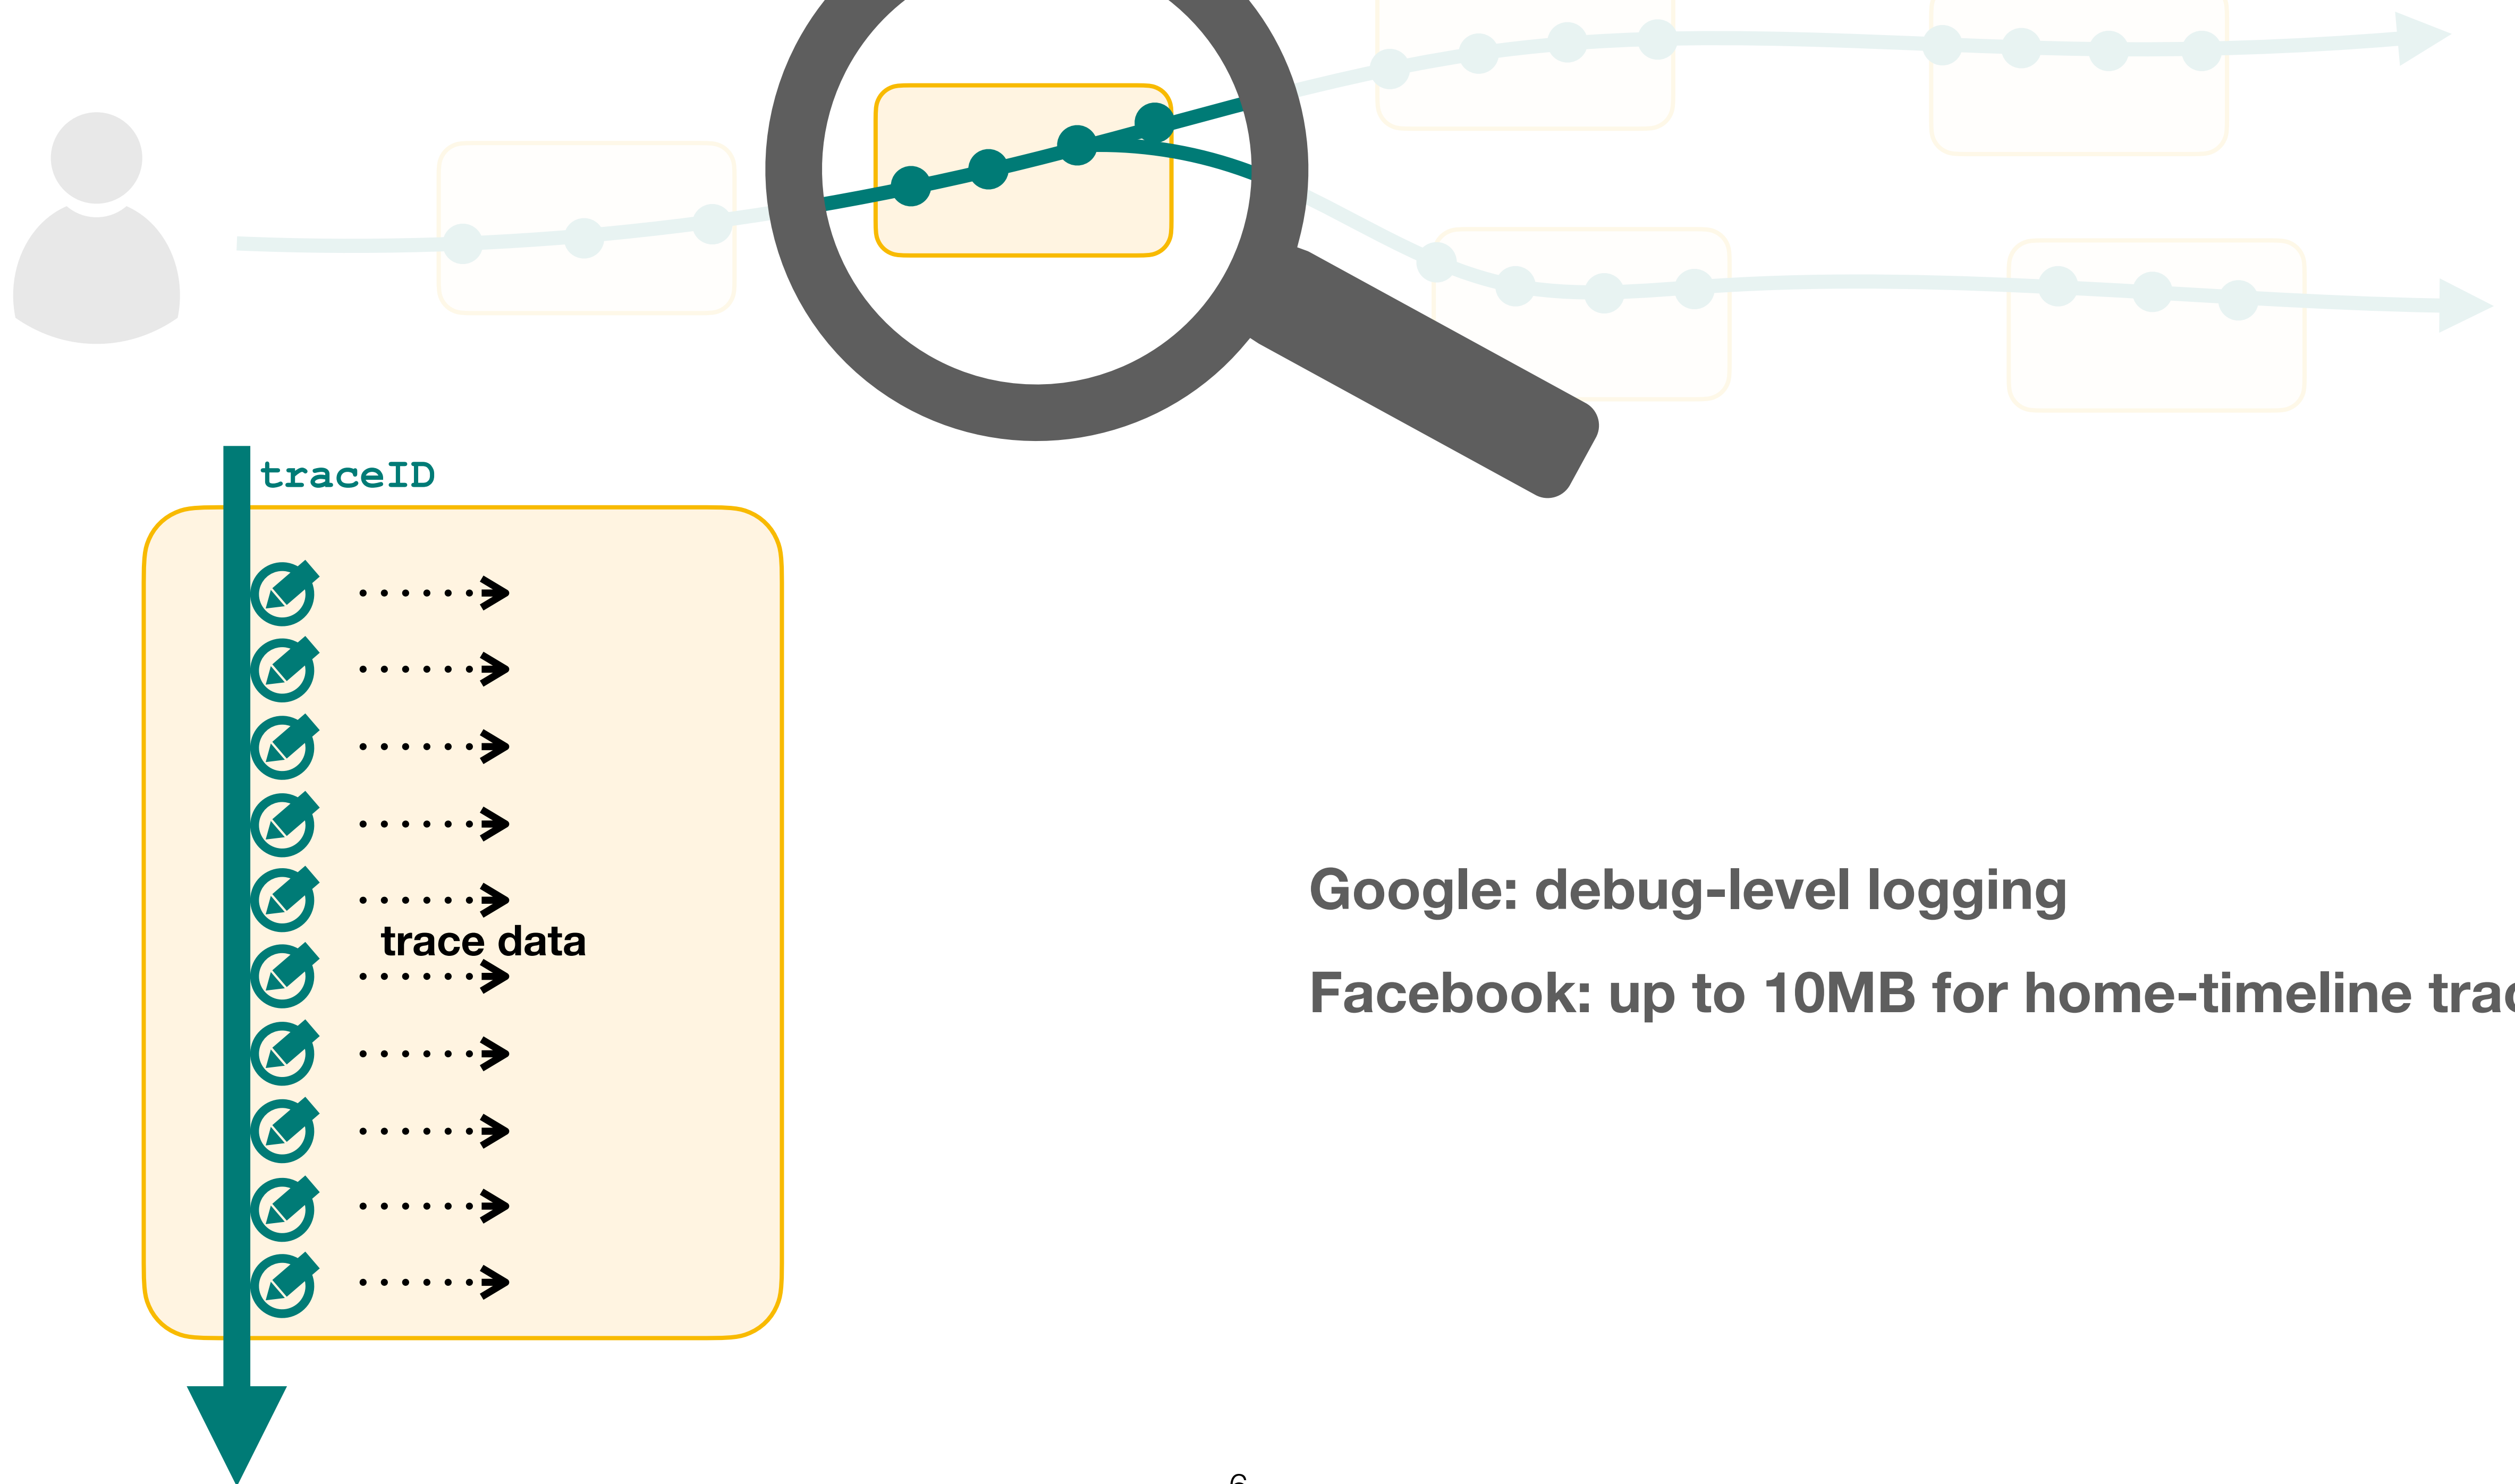 traceID
trace data
Google: debug-level logging
Facebook: up to 10MB for home-timeline